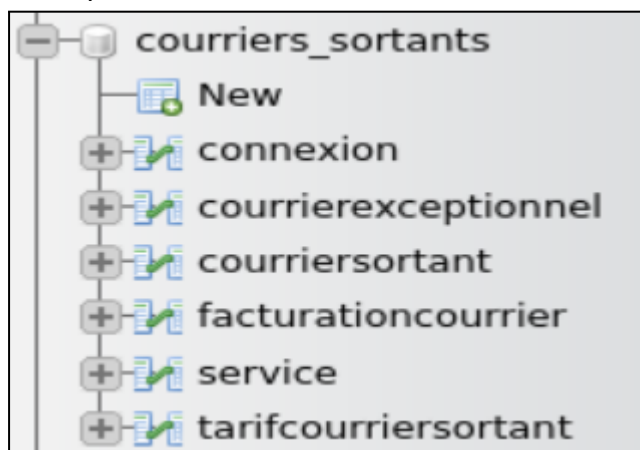 courriers_sortants
New
connexion
courrierexceptionnel
courriersortant
facturationcourrier
service
tarifcourriersortant